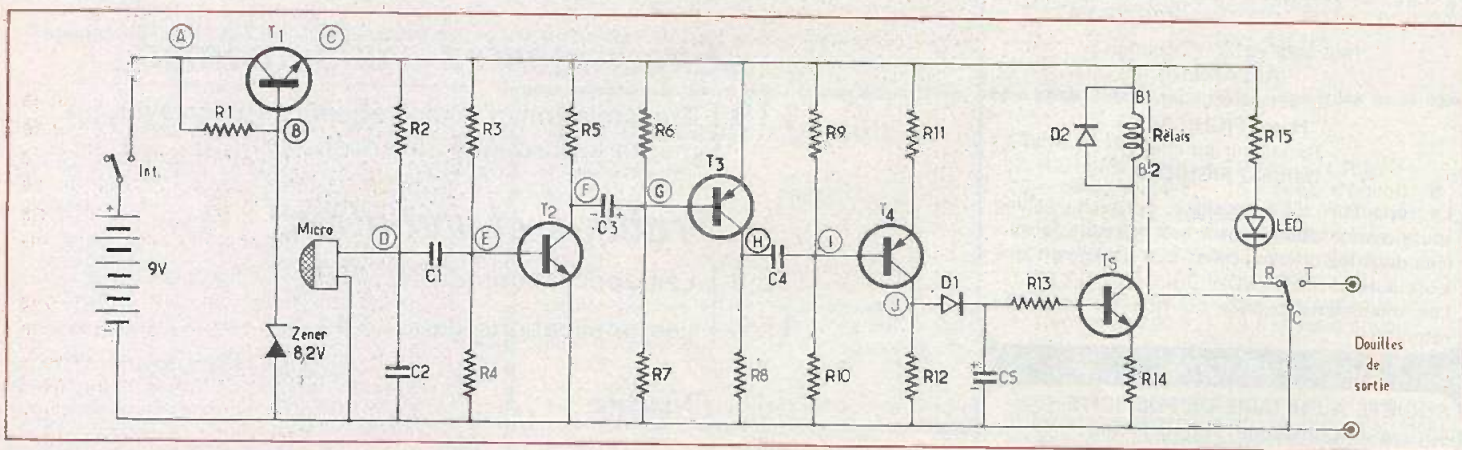 A
T1
C
R1
B
Int.
+
9V
-
Zener
8,2V
Micro
D
R2
C1
C2
R3
E
R4
T2
R5
F
- C3 +
R6
G
R7
T3
H
R8
C4
R9
I
R10
R11
T4
J
R12
D1
+
C5
R13
T5
R14
D2
B1
Rélais
B2
R15
LED
R
T
C
Douilles
de
sortie